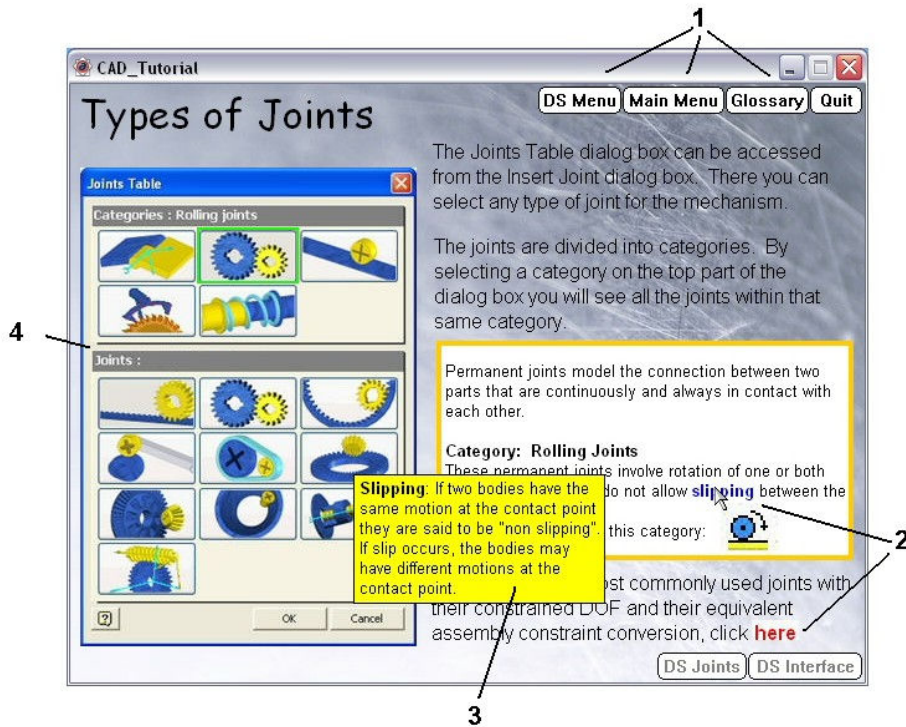 1
CAD_Tutorial
DS Menu Main Menu Glossary Quit
Types of Joints
The Joints Table dialog box can be accessed
from the Insert Joint dialog box. There you can
select any type of joint for the mechanism.
The joints are divided into categories. By
selecting a category on the top part of the
dialog box you will see all the joints within that
same category.
Joints Table
Categories : Rolling joints
4
Joints :
OK Cancel
Permanent joints model the connection between two
parts that are continuously and always in contact with
each other.
Category: Rolling Joints
These permanent joints involve rotation of one or both
do not allow slipping between the
this category:
2
Slipping: If two bodies have the
same motion at the contact point
they are said to be "non slipping".
If slip occurs, the bodies may
have different motions at the
contact point.
commonly used joints with
their constrained DOF and their equivalent
assembly constraint conversion, click here
DS Joints DS Interface
3